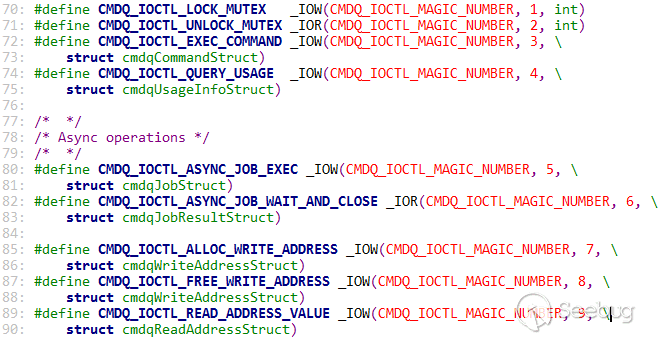 70: #define CMDQ_IOCTL_LOCK_MUTEX _IOW(CMDQ_IOCTL_MAGIC_NUMBER, 1, int)
71: #define CMDQ_IOCTL_UNLOCK_MUTEX _IOR(CMDQ_IOCTL_MAGIC_NUMBER, 2, int)
72: #define CMDQ_IOCTL_EXEC_COMMAND _IOW(CMDQ_IOCTL_MAGIC_NUMBER, 3, \
73: struct cmdqCommandStruct)
74: #define CMDQ_IOCTL_QUERY_USAGE _IOW(CMDQ_IOCTL_MAGIC_NUMBER, 4, \
75: struct cmdqUsageInfoStruct)
76:
77: /* */
78: /* Async operations */
79: /* */
80: #define CMDQ_IOCTL_ASYNC_JOB_EXEC _IOW(CMDQ_IOCTL_MAGIC_NUMBER, 5, \
81: struct cmdqJobStruct)
82: #define CMDQ_IOCTL_ASYNC_JOB_WAIT_AND_CLOSE _IOR(CMDQ_IOCTL_MAGIC_NUMBER, 6, \
83: struct cmdqJobResultStruct)
84:
85: #define CMDQ_IOCTL_ALLOC_WRITE_ADDRESS _IOW(CMDQ_IOCTL_MAGIC_NUMBER, 7, \
86: struct cmdqWriteAddressStruct)
87: #define CMDQ_IOCTL_FREE_WRITE_ADDRESS _IOW(CMDQ_IOCTL_MAGIC_NUMBER, 8, \
88: struct cmdqWriteAddressStruct)
89: #define CMDQ_IOCTL_READ_ADDRESS_VALUE _IOW(CMDQ_IOCTL_MAGIC_NUMBER, 9, \
90: struct cmdqReadAddressStruct)
Seebug